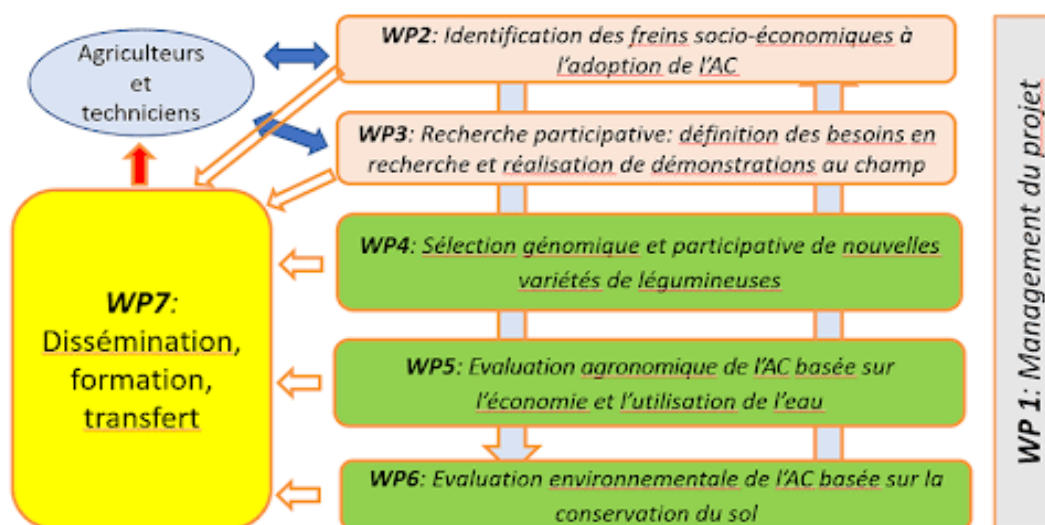 Agriculteurs
et
techniciens
WP2: Identification des freins socio-économiques à
l'adoption de l'AC
WP3: Recherche participative: définition des besoins en
recherche et réalisation de démonstrations au champ
WP4: Sélection génomique et participative de nouvelles
variétés de légumineuses
WP5: Evaluation agronomique de l'AC basée sur
l'économie et l'utilisation de l'eau
WP6: Evaluation environnementale de l'AC basée sur la
conservation du sol
WP7:
Dissémination,
formation,
transfert
WP 1: Management du projet